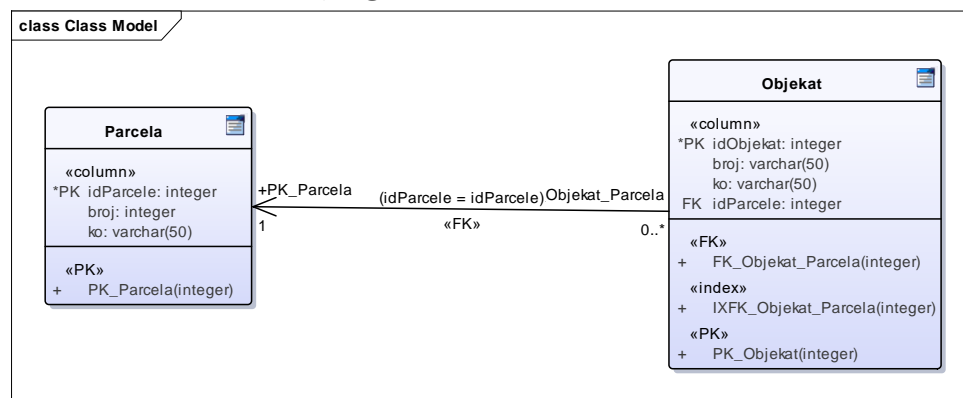 class Class Model
Parcela
«column»
*PK idParcele: integer
broj: integer
ko: varchar(50)
«PK»
+ PK_Parcela(integer)
+PK_Parcela
1
(idParcele = idParcele)
«FK»
Objekat_Parcela
0..*
Objekat
«column»
*PK idObjekat: integer
broj: varchar(50)
ko: varchar(50)
FK idParcele: integer
«FK»
+ FK_Objekat_Parcela(integer)
«index»
+ IXFK_Objekat_Parcela(integer)
«PK»
+ PK_Objekat(integer)